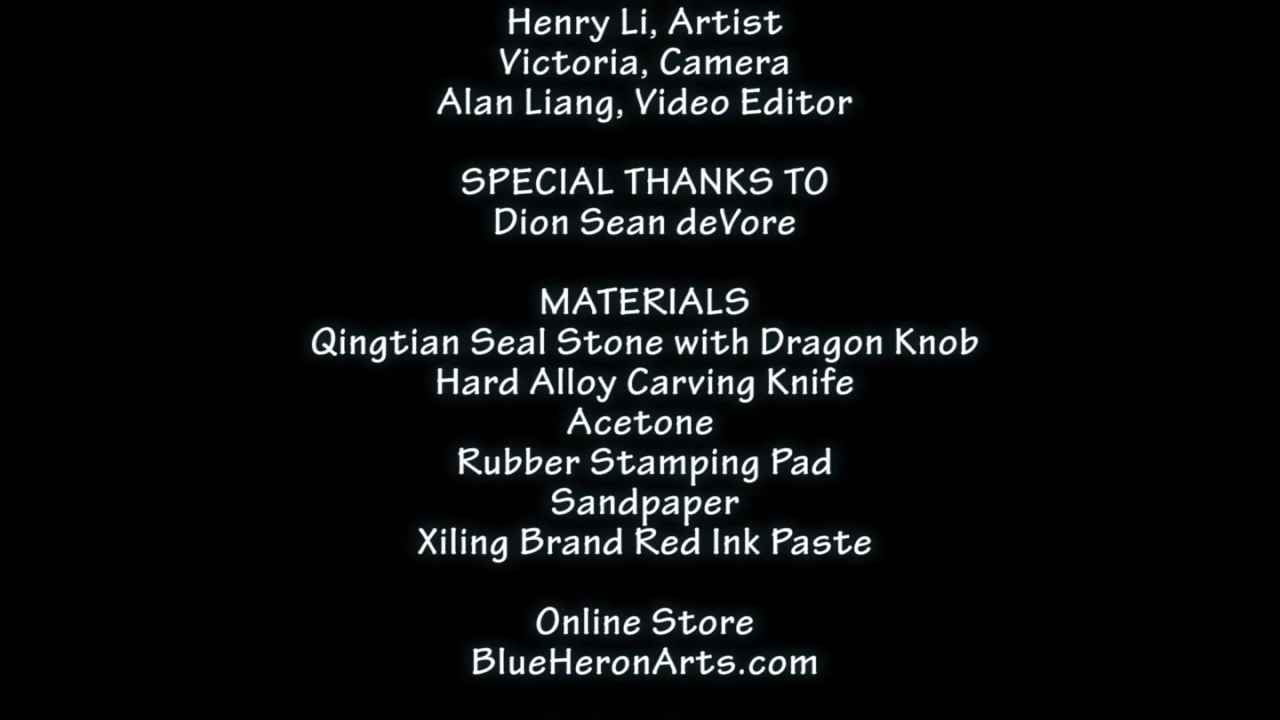 Henry Li, Artist
Victoria, Camera
Alan Liang, Video Editor
SPECIAL THANKS TO
Dion Sean deVore
MATERIALS
Qingtian Seal Stone with Dragon Knob
Hard Alloy Carving Knife
Acetone
Rubber Stamping Pad
Sandpaper
Xiling Brand Red Ink Paste
Online Store
BlueHeronArts.com